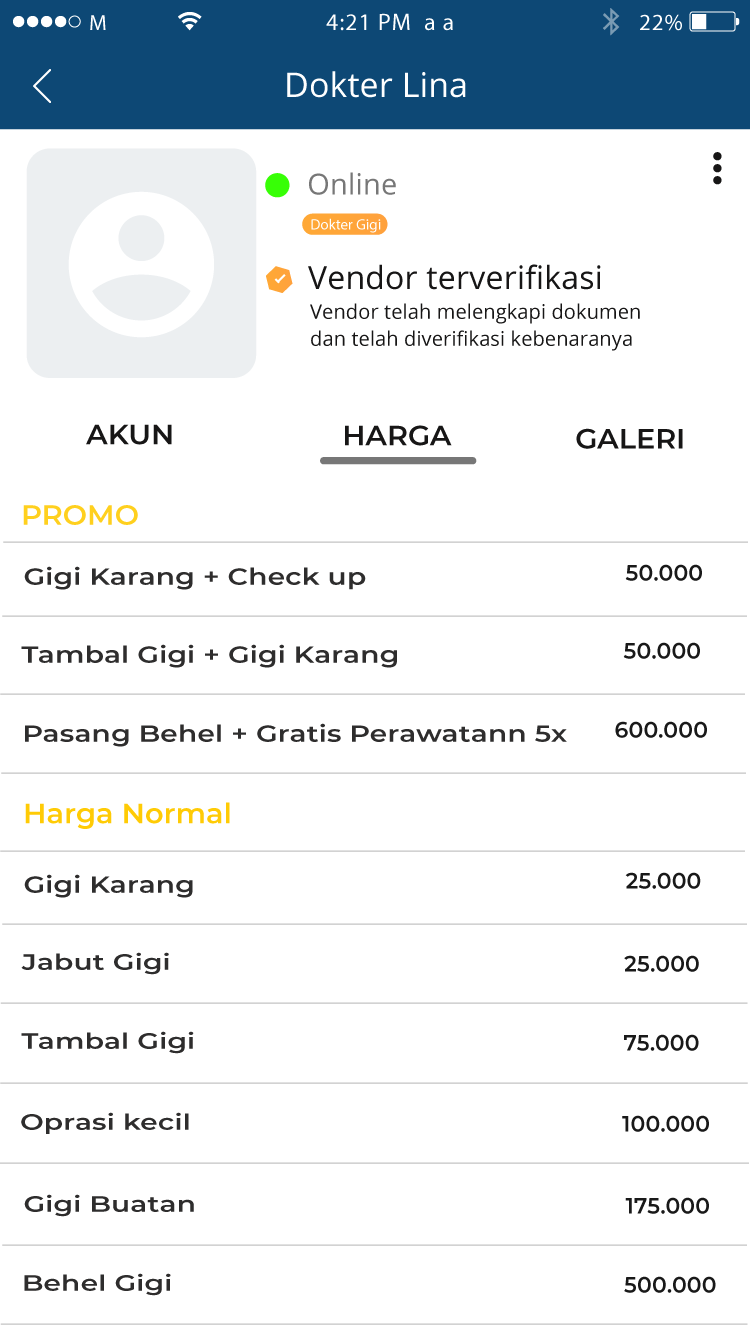 M 4:21 PM a a 22%
Dokter Lina
Online
Dokter Gigi
Vendor terverifikasi
Vendor telah melengkapi dokumen
dan telah diverifikasi kebenaranya
AKUN HARGA GALERI
PROMO
Gigi Karang + Check up 50.000
Tambal Gigi + Gigi Karang 50.000
Pasang Behel + Gratis Perawatann 5x 600.000
Harga Normal
Gigi Karang 25.000
Jabut Gigi 25.000
Tambal Gigi 75.000
Oprasi kecil 100.000
Gigi Buatan 175.000
Behel Gigi 500.000